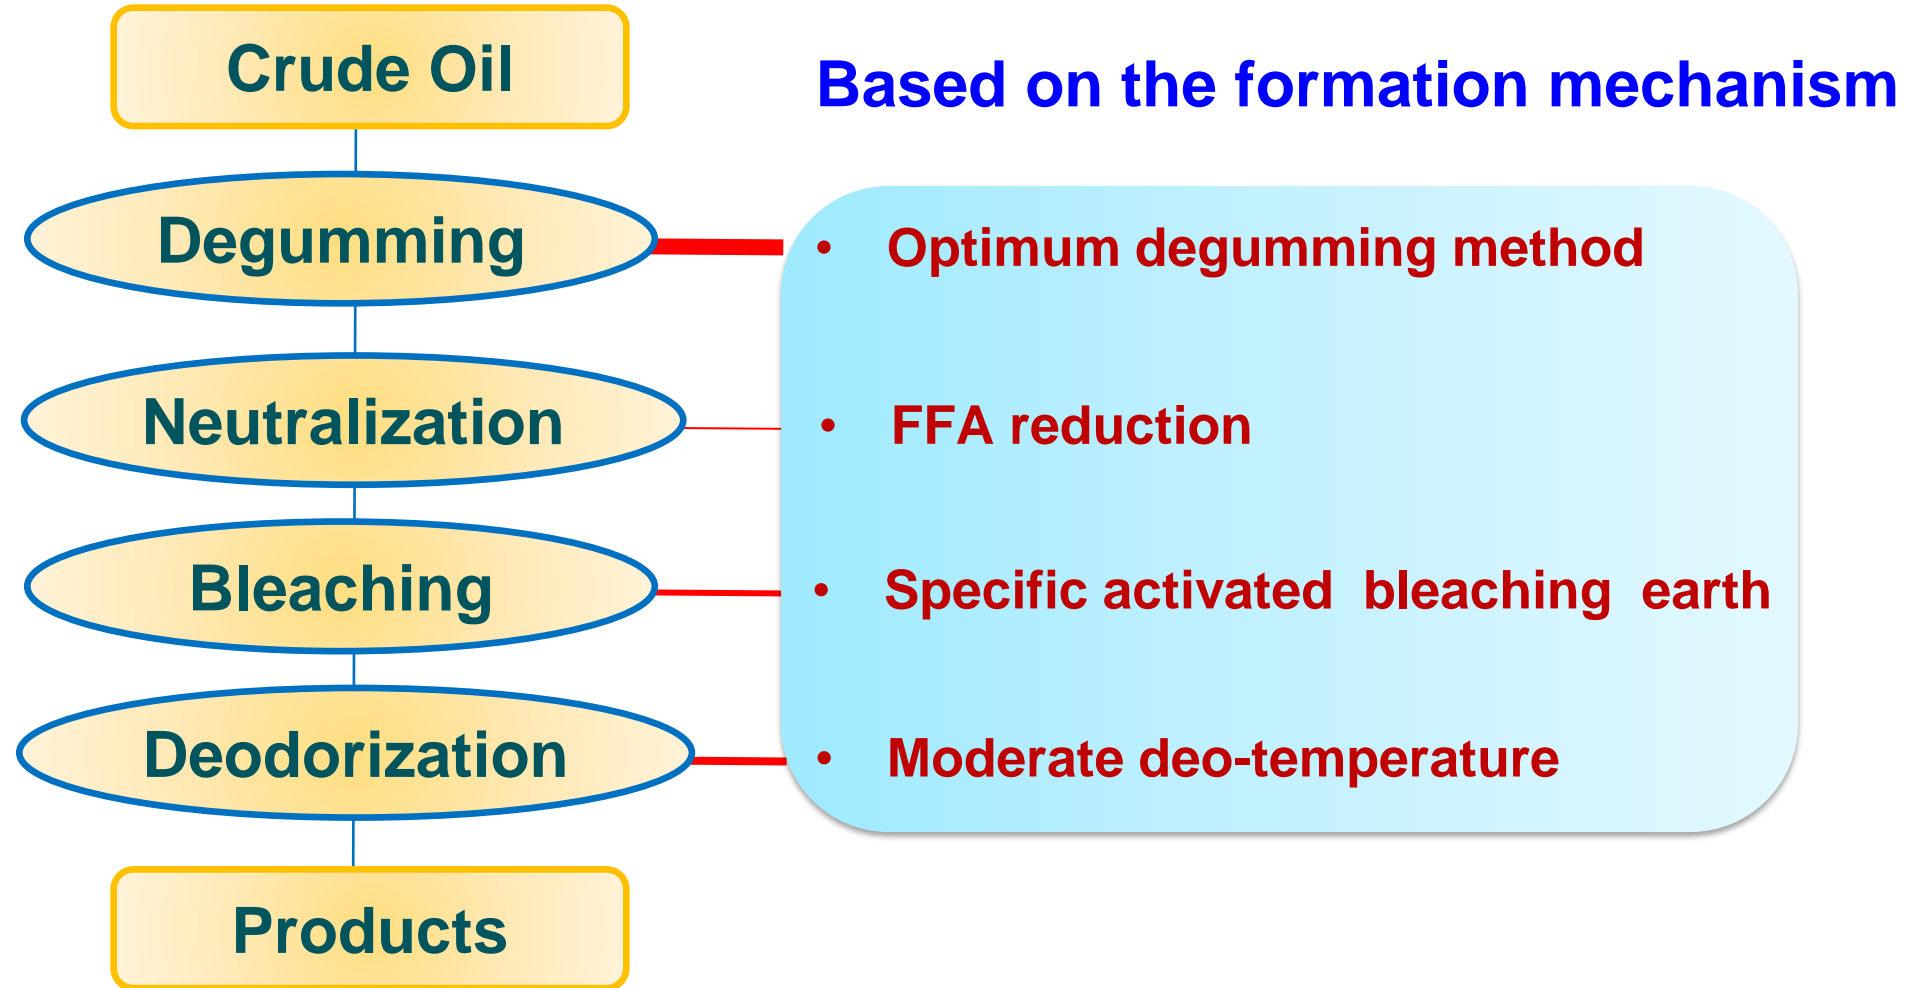 Crude Oil
Based on the formation mechanism
Degumming
• Optimum degumming method
Neutralization
• FFA reduction
Bleaching
• Specific activated bleaching earth
Deodorization
• Moderate deo-temperature
Products